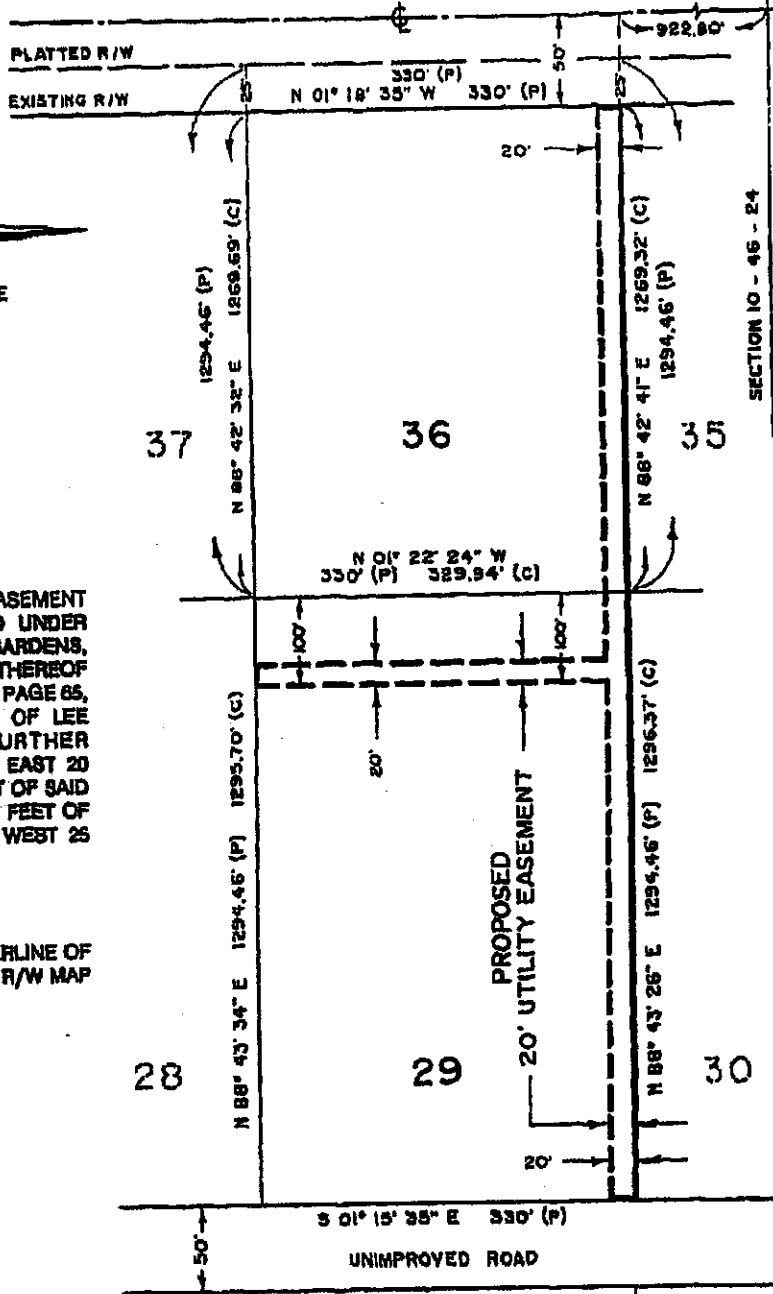 922.80'
PLATTED R/W
50'
330' (P)
25'
25'
EXISTING R/W
N 01° 18' 35" W 330' (P)
20'
1294.46' (P)
N 88° 42' 32" E 1269.69' (C)
N 88° 42' 41" E 1269.32' (C)
1294.46' (P)
SECTION 10 - 46 - 24
E
37
36
35
N 01° 22' 24" W
330' (P) 329.94' (C)
100'
100'
20'
EASEMENT
UNDER
GARDENS,
THEREOF
PAGE 65,
OF LEE
FURTHER
EAST 20
T OF SAID
FEET OF
WEST 25
N 88° 43' 34" E 1294.46' (P) 1295.70' (C)
PROPOSED
20' UTILITY EASEMENT
N 88° 43' 26" E 1294.46' (P) 1296.37' (C)
RLINE OF
R/W MAP
28
29
30
20'
S 01° 15' 35" E 330' (P)
50'
UNIMPROVED ROAD